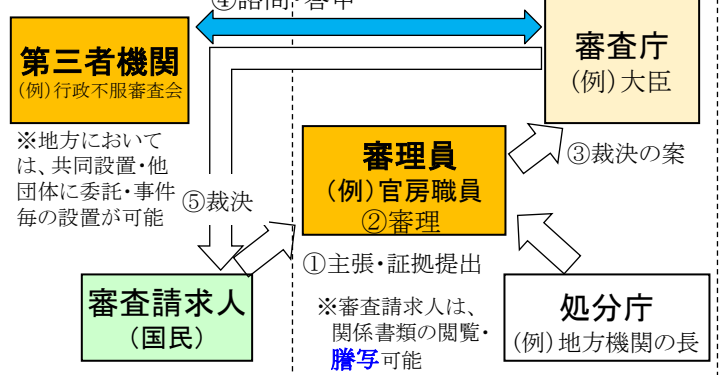 ④諮問・答申
第三者機関
(例)行政不服審査会
※地方において
は、共同設置・他
団体に委託・事件
毎の設置が可能
審査庁
(例)大臣
審理員
(例)官房職員
②審理
③裁決の案
⑤裁決
①主張・証拠提出
審査請求人
(国民)
※審査請求人は、
関係書類の閲覧・
謄写可能
処分庁
(例)地方機関の長